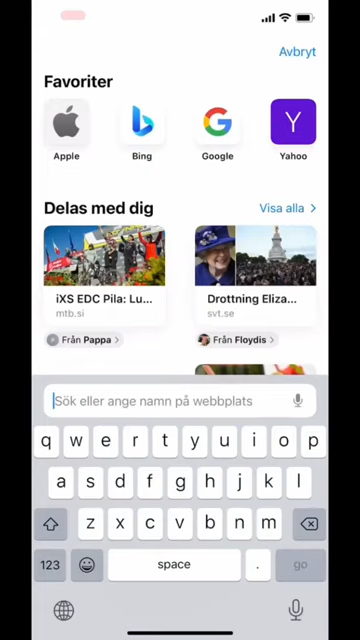 Avbryt
Favoriter
Apple
Bing
Google
Yahoo
Delas med dig
Visa alla >
iXS EDC Pila: Lu...
mtb.si
Från Pappa >
Drottning Eliza...
svt.se
Från Floydis >
Sök eller ange namn på webbplats
q w e r t y u i o p
a s d f g h j k l
z x c v b n m
123 space . go